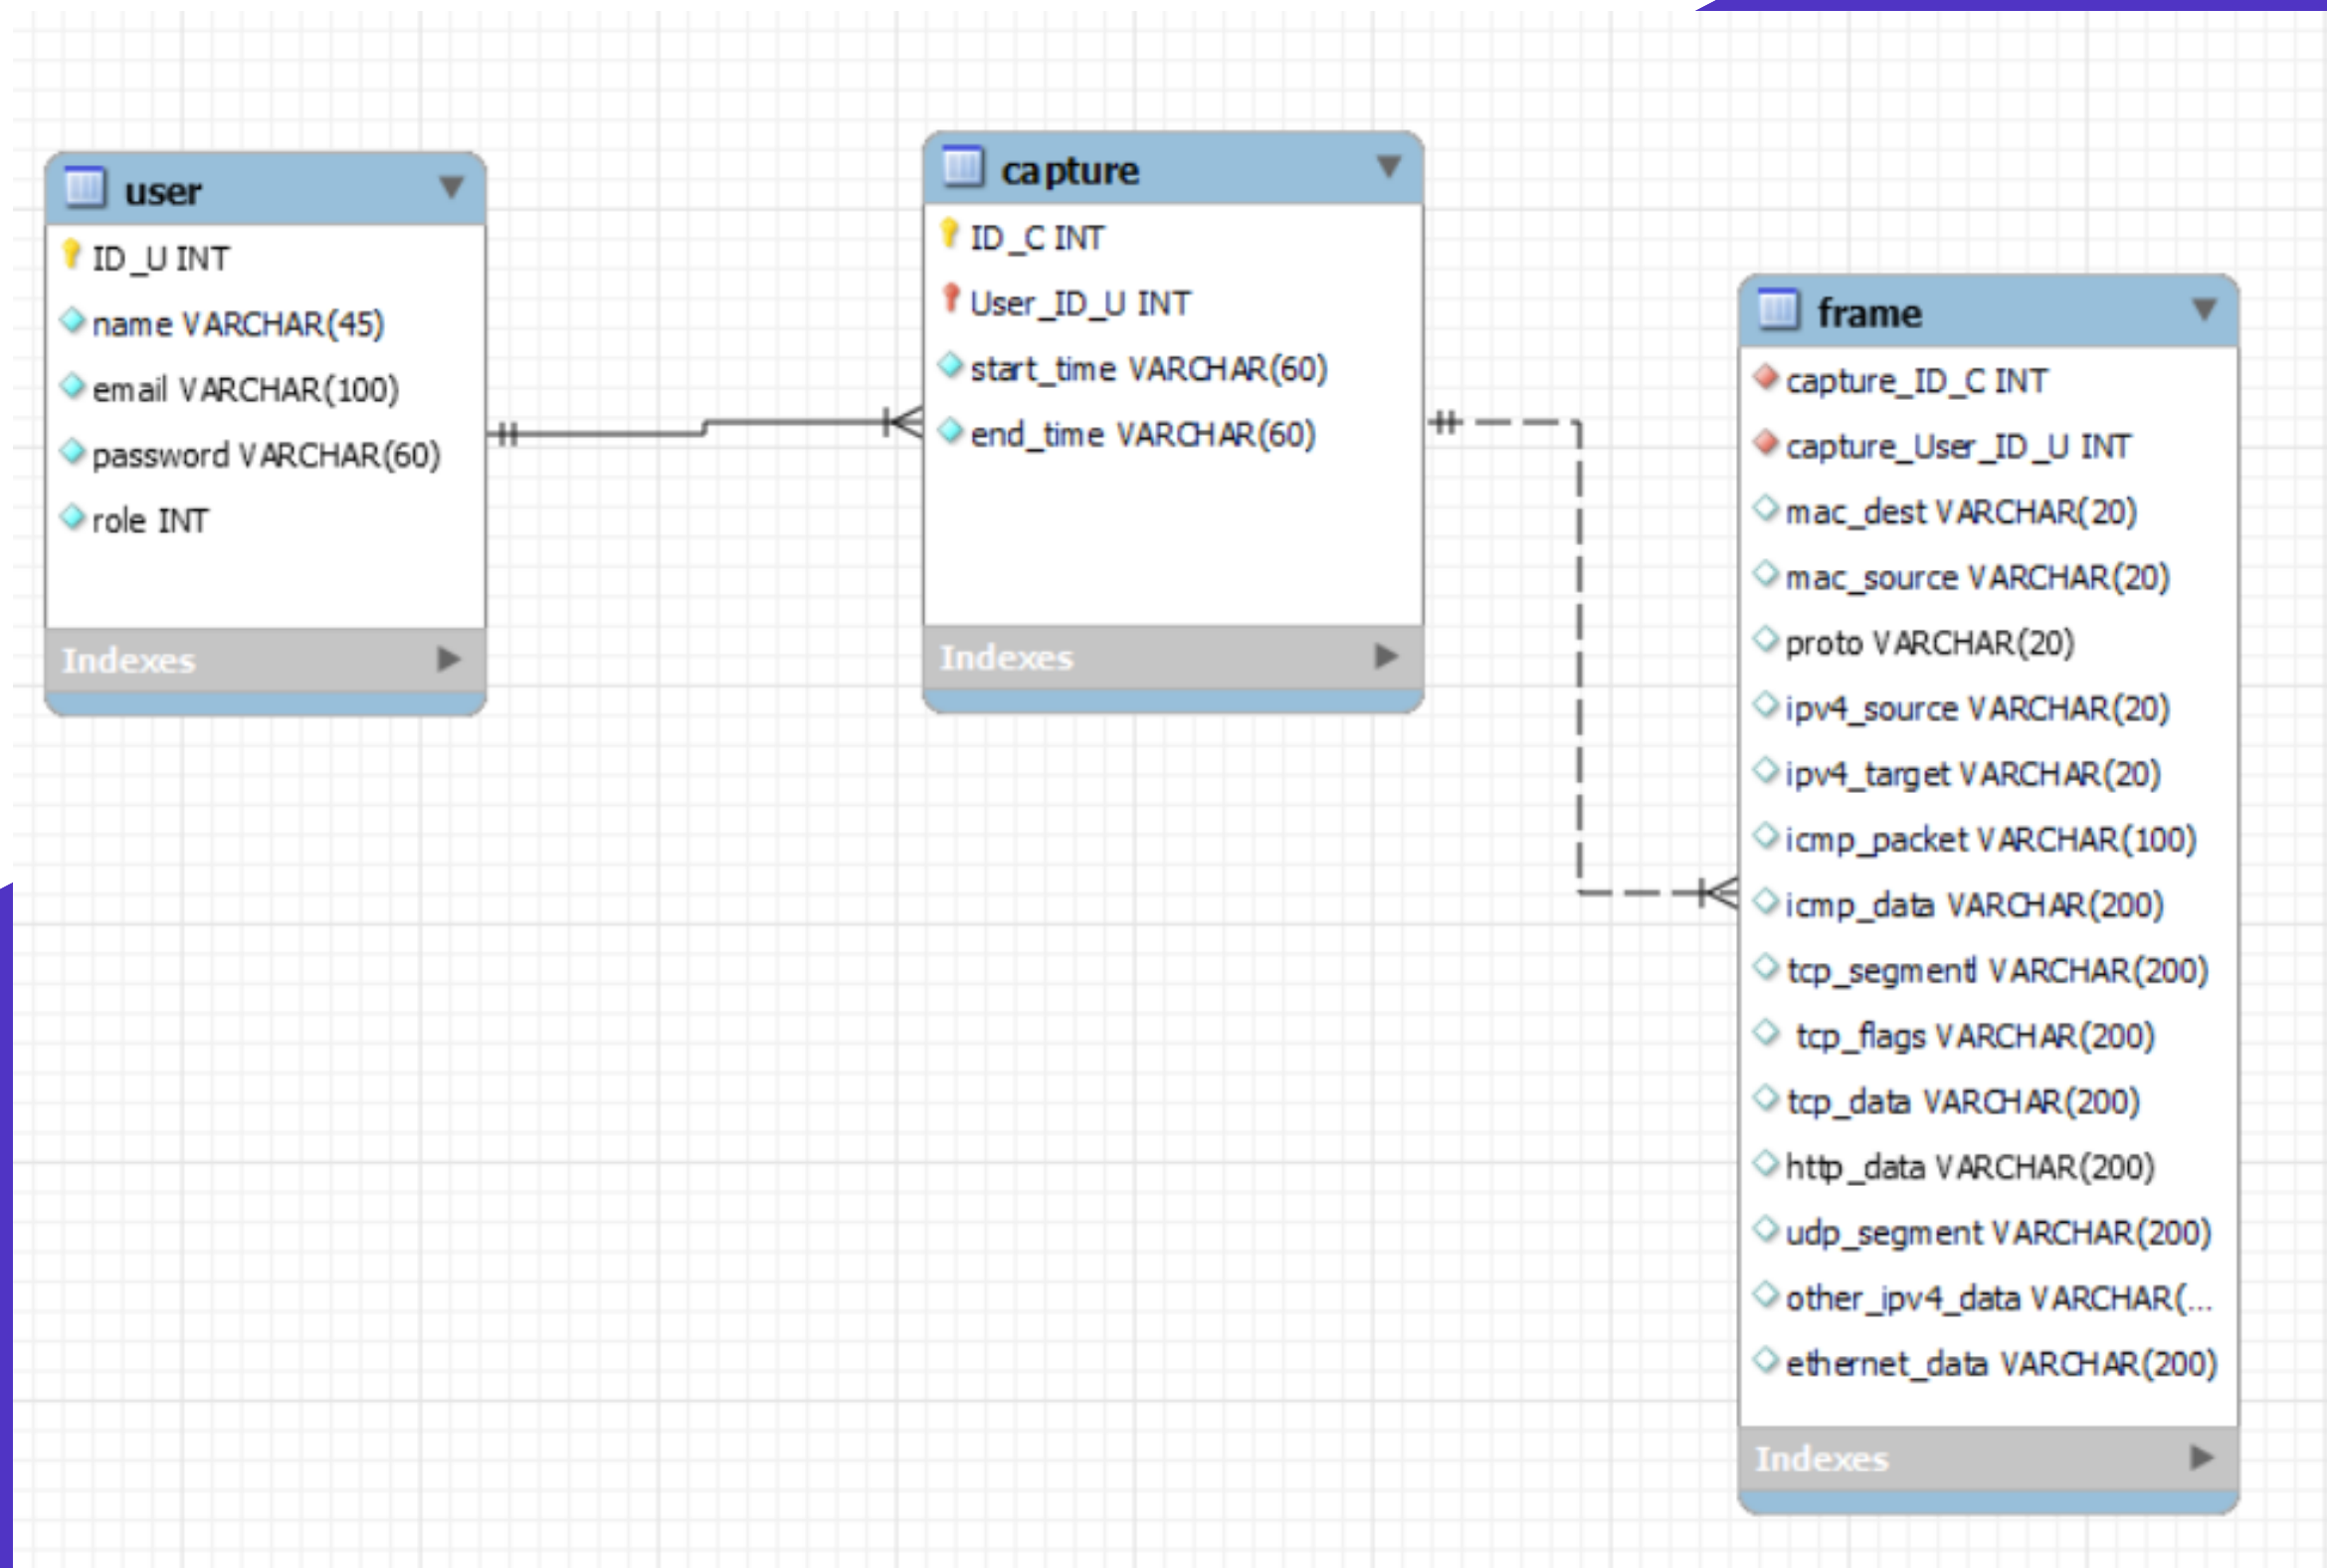 user
ID_U INT
name VARCHAR(45)
email VARCHAR(100)
password VARCHAR(60)
role INT
Indexes
capture
ID_C INT
User_ID_U INT
start_time VARCHAR(60)
end_time VARCHAR(60)
Indexes
frame
capture_ID_C INT
capture_User_ID_U INT
mac_dest VARCHAR(20)
mac_source VARCHAR(20)
proto VARCHAR(20)
ipv4_source VARCHAR(20)
ipv4_target VARCHAR(20)
icmp_packet VARCHAR(100)
icmp_data VARCHAR(200)
tcp_segmentl VARCHAR(200)
tcp_flags VARCHAR(200)
tcp_data VARCHAR(200)
http_data VARCHAR(200)
udp_segment VARCHAR(200)
other_ipv4_data VARCHAR(...
ethernet_data VARCHAR(200)
Indexes